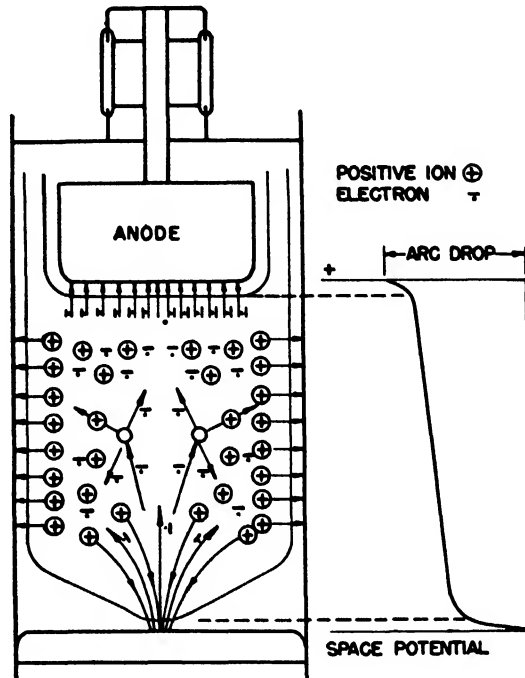 POSITIVE ION ⊕
ELECTRON −
ANODE
ARC DROP
+
SPACE POTENTIAL